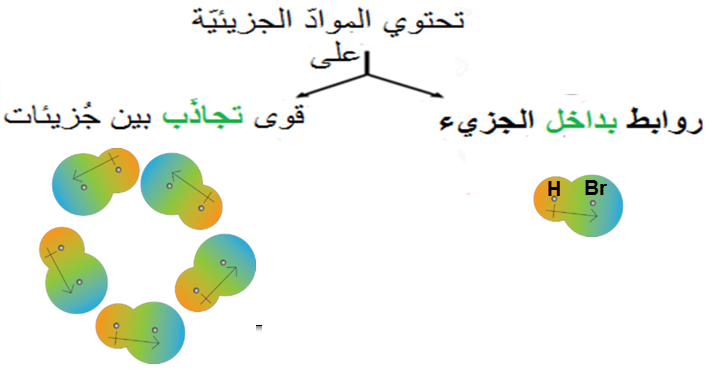 تحتوي الموادّ الجزيئيّة
على
روابط بداخل الجزيء
قوى تجاذَب بين جُزيئات
H Br